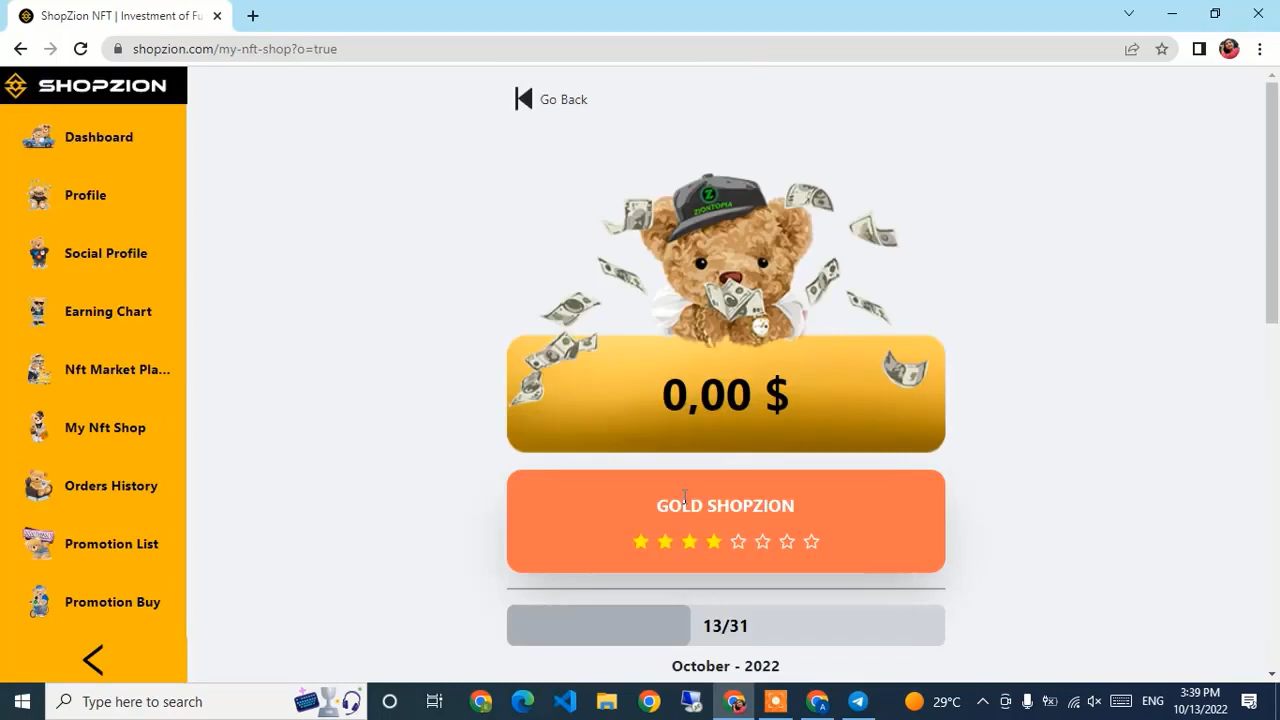 ShopZion NFT | Investment of Fu
shopzion.com/my-nft-shop?o=true
SHOPZION
Dashboard
Profile
Social Profile
Earning Chart
Nft Market Pla...
My Nft Shop
Orders History
Promotion List
Promotion Buy
Go Back
Z
ZIONTOPIA
0,00 $
GOLD SHOPZION
13/31
October - 2022
Type here to search
29°C
ENG
3:39 PM
10/13/2022